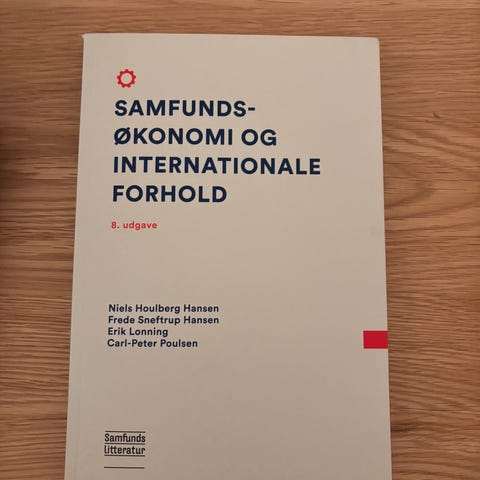 SAMFUNDS-
ØKONOMI OG
INTERNATIONALE
FORHOLD
8. udgave
Niels Houlberg Hansen
Frede Sneftrup Hansen
Erik Lonning
Carl-Peter Poulsen
Samfunds
litteratur